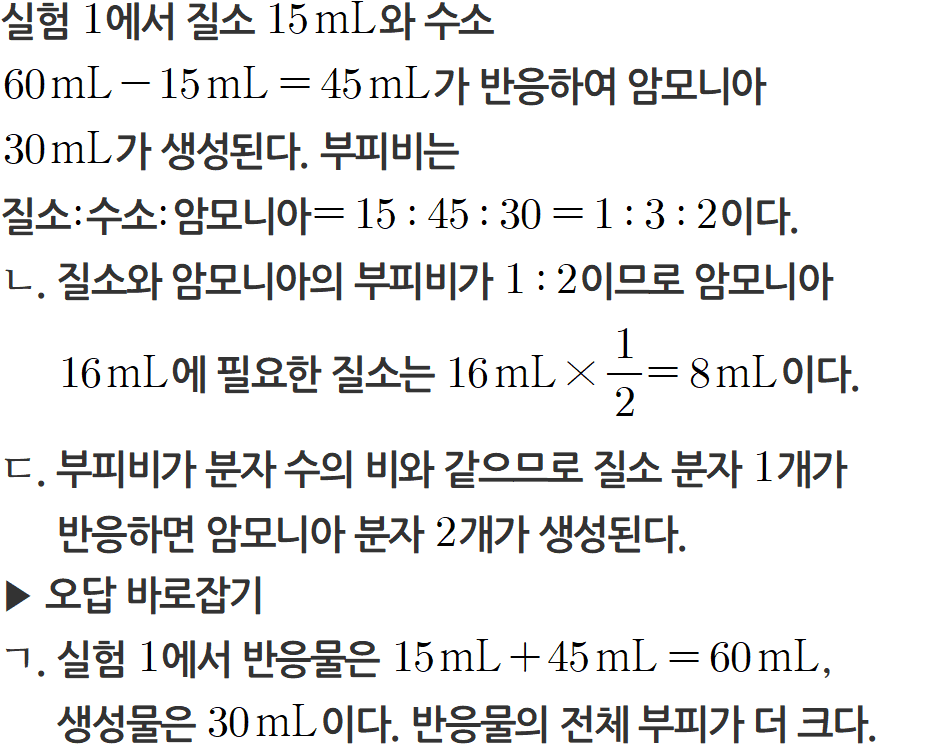 실험 1에서 질소 15 mL와 수소
60 mL − 15 mL = 45 mL가 반응하여 암모니아
30 mL가 생성된다. 부피비는
질소:수소:암모니아= 15 : 45 : 30 = 1 : 3 : 2이다.
ㄴ. 질소와 암모니아의 부피비가 1 : 2이므로 암모니아
16 mL에 필요한 질소는 16 mL × 1/2 = 8 mL이다.
ㄷ. 부피비가 분자 수의 비와 같으므로 질소 분자 1개가
반응하면 암모니아 분자 2개가 생성된다.
▶ 오답 바로잡기
ㄱ. 실험 1에서 반응물은 15 mL + 45 mL = 60 mL,
생성물은 30 mL이다. 반응물의 전체 부피가 더 크다.